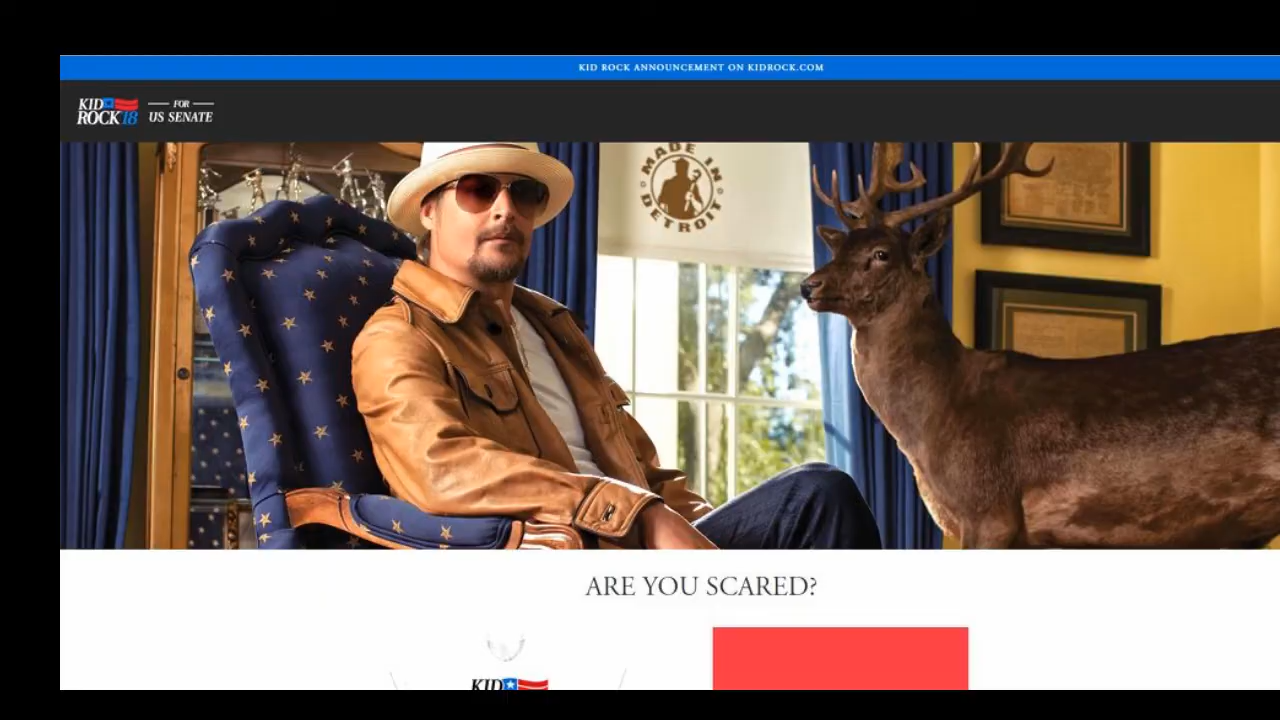 KID ROCK ANNOUNCEMENT ON KIDROCK.COM
KID
ROCK'18
FOR
US SENATE
MADE IN
DETROIT
ARE YOU SCARED?
KID